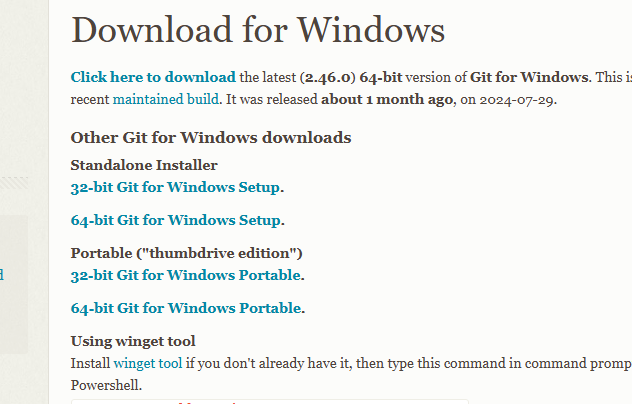 Download for Windows
Click here to download the latest (2.46.0) 64-bit version of Git for Windows. This is
recent maintained build. It was released about 1 month ago, on 2024-07-29.
Other Git for Windows downloads
Standalone Installer
32-bit Git for Windows Setup.
64-bit Git for Windows Setup.
Portable ("thumbdrive edition")
32-bit Git for Windows Portable.
64-bit Git for Windows Portable.
Using winget tool
Install winget tool if you don't already have it, then type this command in command promp
Powershell.